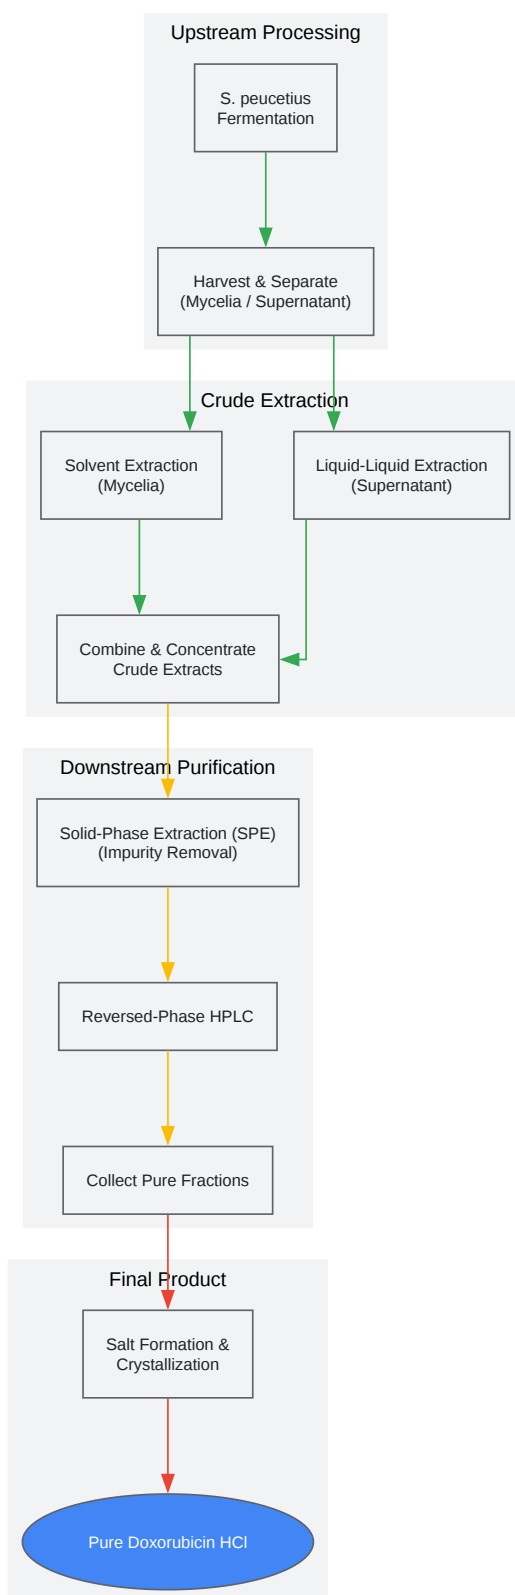 Upstream Processing
S. peucetius
Fermentation
Harvest & Separate
(Mycelia / Supernatant)
Crude Extraction
Solvent Extraction
(Mycelia)
Liquid-Liquid Extraction
(Supernatant)
Combine & Concentrate
Crude Extracts
Downstream Purification
Solid-Phase Extraction (SPE)
(Impurity Removal)
Reversed-Phase HPLC
Collect Pure Fractions
Final Product
Salt Formation &
Crystallization
Pure Doxorubicin HCl